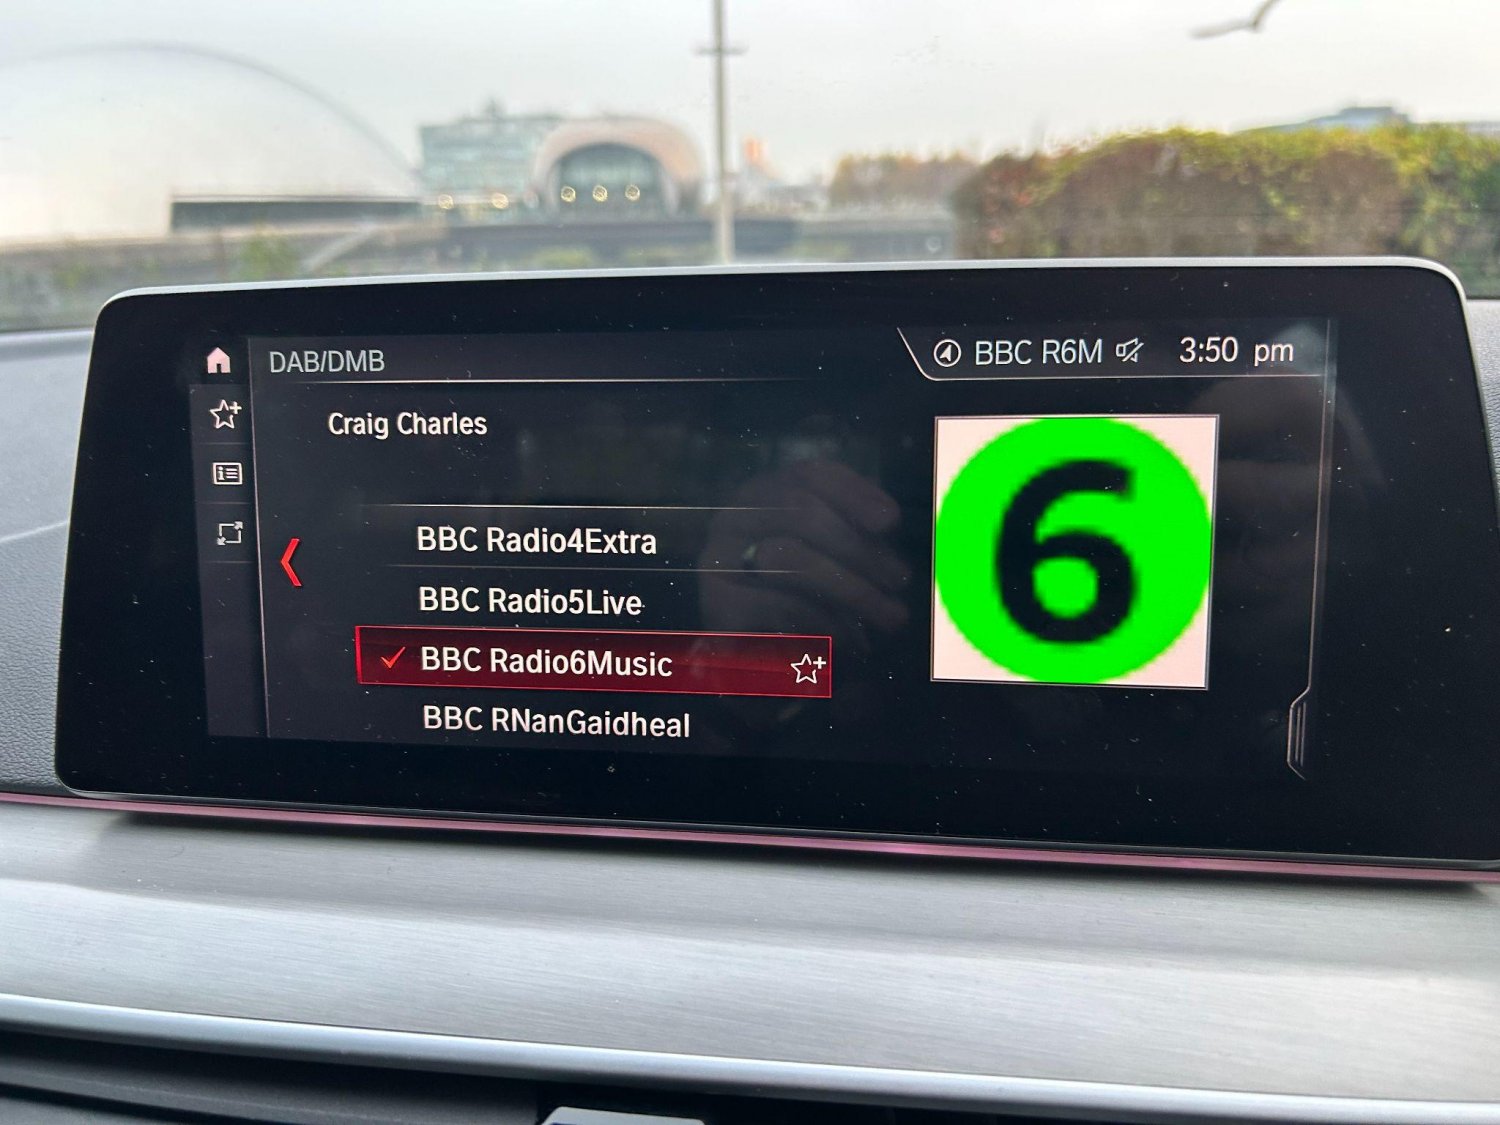 DAB/DMB
BBC R6M 3:50 pm
Craig Charles
BBC Radio4Extra
BBC Radio5Live
BBC Radio6Music
BBC RNanGaidheal
6